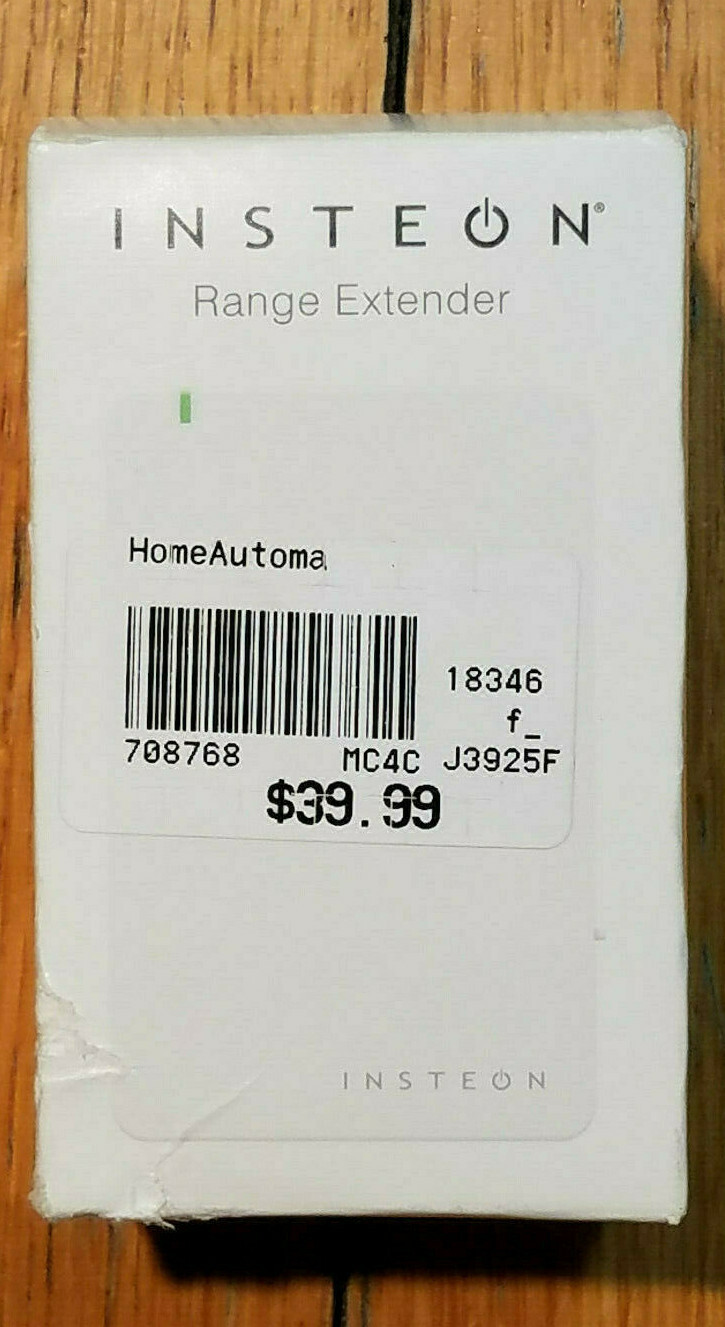 INSTEON®
Range Extender
HomeAutoma
18346
f_
708768 MC4C J3925F
$39.99
INSTEON